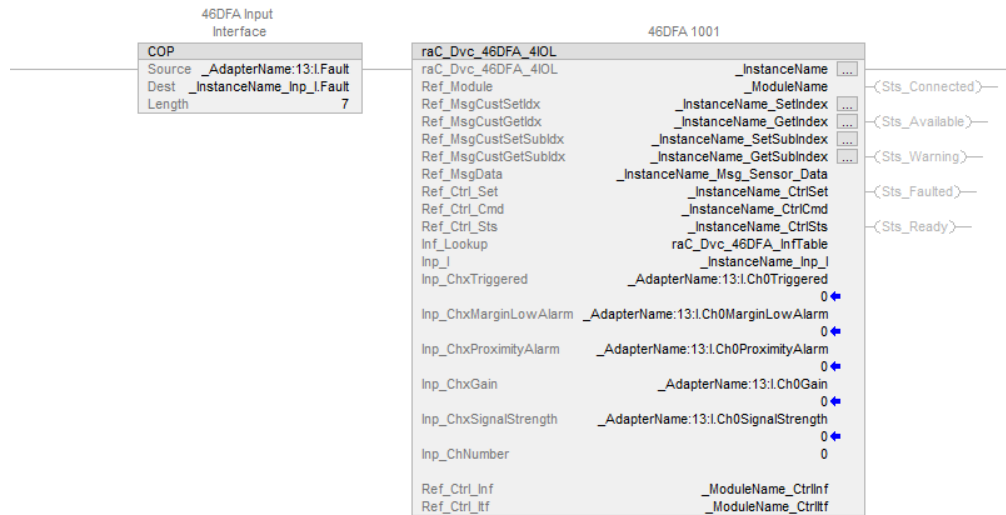 46DFA Input
Interface
COP
Source _AdapterName:13:I.Fault
Dest _InstanceName_Inp_I.Fault
Length 7
46DFA 1001
raC_Dvc_46DFA_4IOL
raC_Dvc_46DFA_4IOL _InstanceName ...
Ref_Module _ModuleName
Ref_MsgCustSetIdx _InstanceName_SetIndex ...
Ref_MsgCustGetIdx _InstanceName_GetIndex ...
Ref_MsgCustSetSubIdx _InstanceName_SetSubIndex ...
Ref_MsgCustGetSubIdx _InstanceName_GetSubIndex ...
Ref_MsgData _InstanceName_Msg_Sensor_Data
Ref_Ctrl_Set _InstanceName_CtrlSet
Ref_Ctrl_Cmd _InstanceName_CtrlCmd
Ref_Ctrl_Sts _InstanceName_CtrlSts
Inf_Lookup raC_Dvc_46DFA_InfTable
Inp_I _InstanceName_Inp_I
Inp_ChxTriggered _AdapterName:13:I.Ch0Triggered
0
Inp_ChxMarginLowAlarm _AdapterName:13:I.Ch0MarginLowAlarm
0
Inp_ChxProximityAlarm _AdapterName:13:I.Ch0ProximityAlarm
0
Inp_ChxGain _AdapterName:13:I.Ch0Gain
0
Inp_ChxSignalStrength _AdapterName:13:I.Ch0SignalStrength
0
Inp_ChNumber 0
Ref_Ctrl_Inf _ModuleName_CtrlInf
Ref_Ctrl_Itf _ModuleName_CtrlItf
(Sts_Connected)
(Sts_Available)
(Sts_Warning)
(Sts_Faulted)
(Sts_Ready)